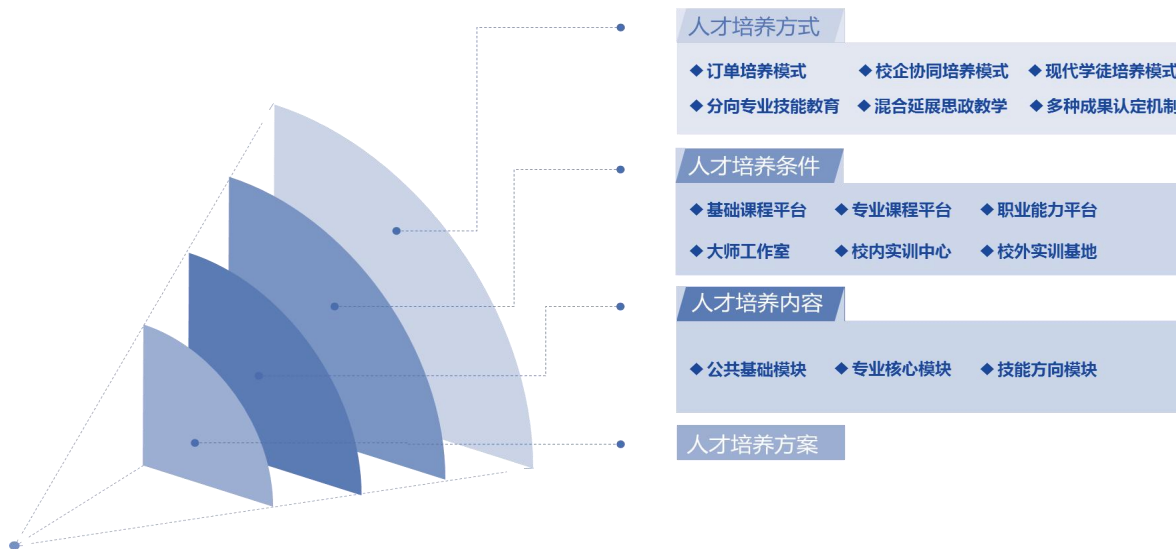 人才培养方式
◆订单培养模式 ◆校企协同培养模式 ◆现代学徒培养模式
◆分向专业技能教育 ◆混合延展思政教学 ◆多种成果认定机制
人才培养条件
◆基础课程平台 ◆专业课程平台 ◆职业能力平台
◆大师工作室 ◆校内实训中心 ◆校外实训基地
人才培养内容
◆公共基础模块 ◆专业核心模块 ◆技能方向模块
人才培养方案